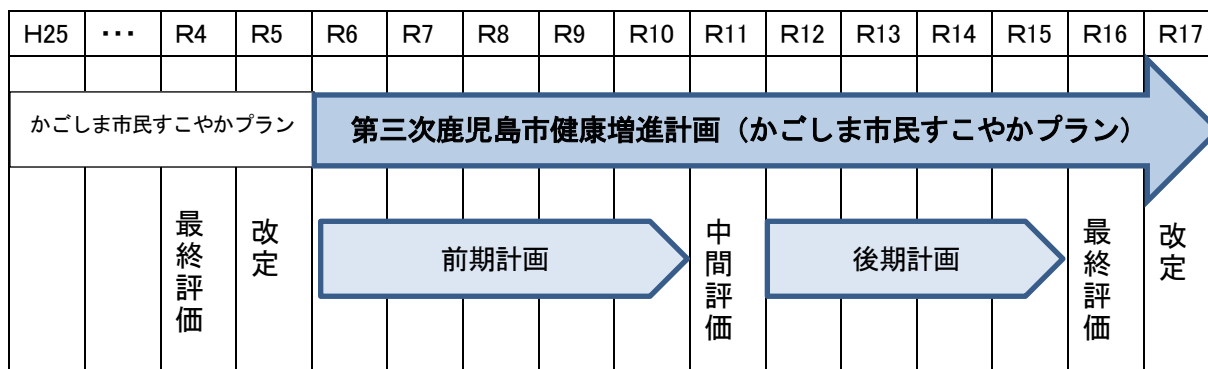 H25 ・・・ R4 R5 R6 R7 R8 R9 R10 R11 R12 R13 R14 R15 R16 R17
かごしま市民すこやかプラン
第三次鹿児島市健康増進計画（かごしま市民すこやかプラン）
最終評価
改定
前期計画
中間評価
後期計画
最終評価
改定